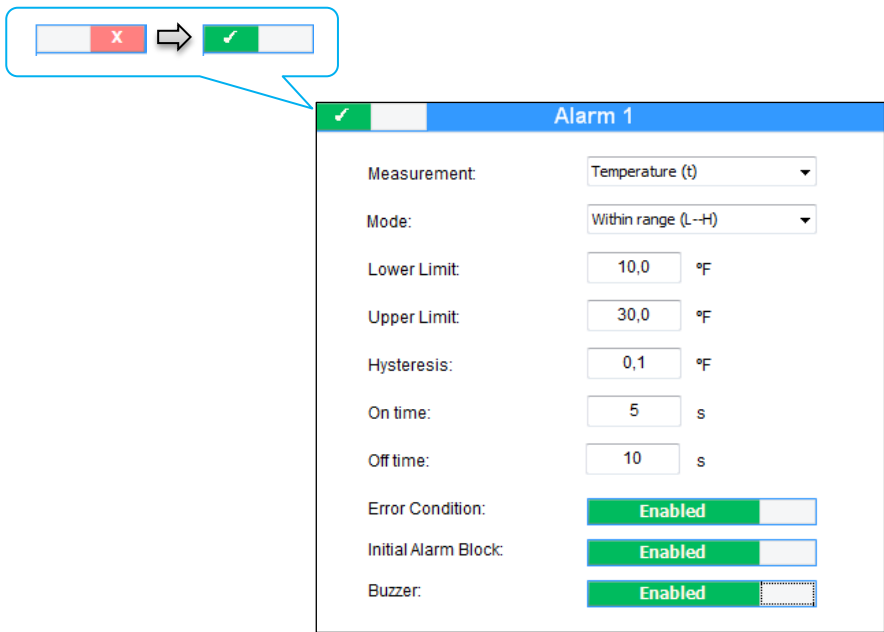 X ✓
✓ Alarm 1
Measurement: Temperature (t)
Mode: Within range (L--H)
Lower Limit: 10,0 ºF
Upper Limit: 30,0 ºF
Hysteresis: 0,1 ºF
On time: 5 s
Off time: 10 s
Error Condition: Enabled
Initial Alarm Block: Enabled
Buzzer: Enabled